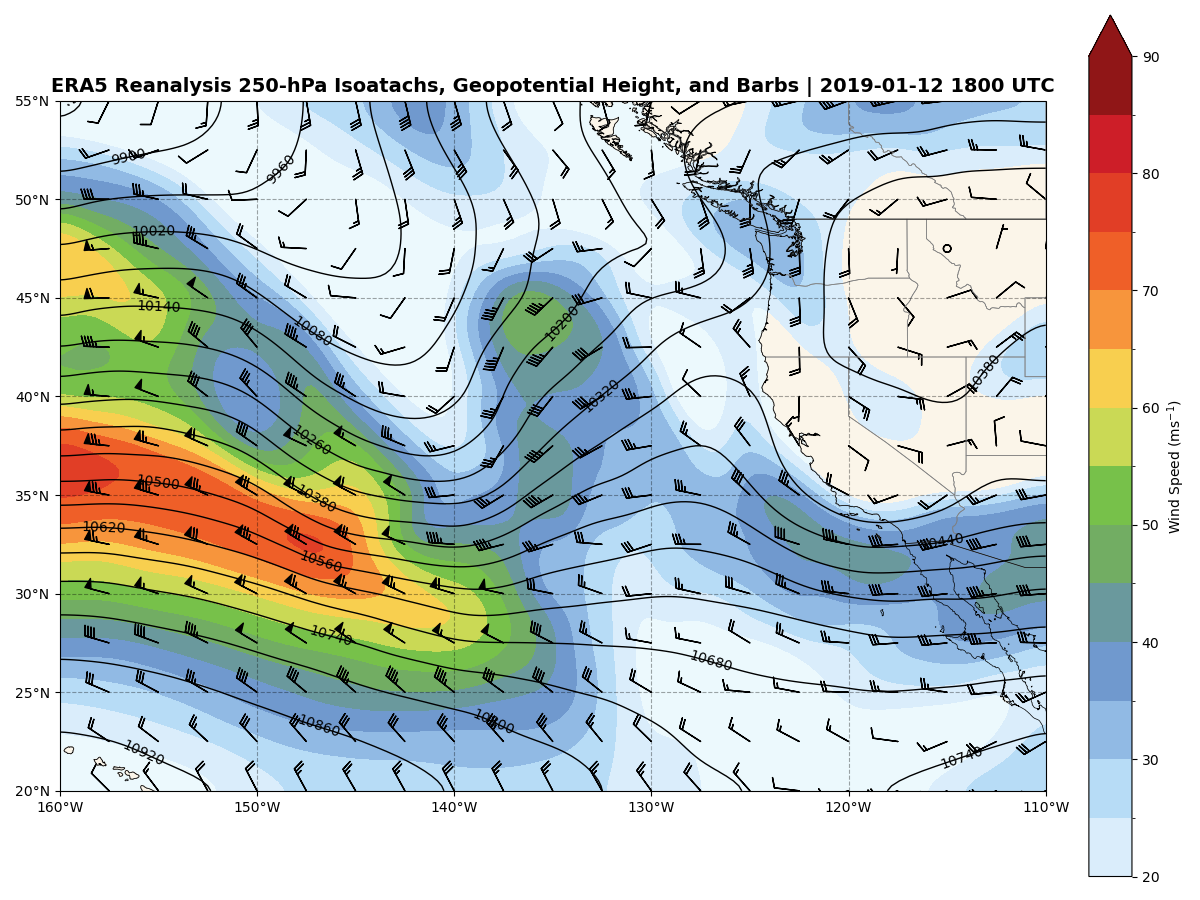 ERA5 Reanalysis 250-hPa Isoatachs, Geopotential Height, and Barbs | 2019-01-12 1800 UTC
55°N
50°N
45°N
40°N
35°N
30°N
25°N
20°N
160°W
150°W
140°W
130°W
120°W
110°W
9900
9960
10020
10140
10080
10200
10380
10320
10260
10500
10380
10620
10560
10440
10740
10680
10860
10800
10920
10740
90
80
70
60
50
40
30
20
Wind Speed (ms⁻¹)